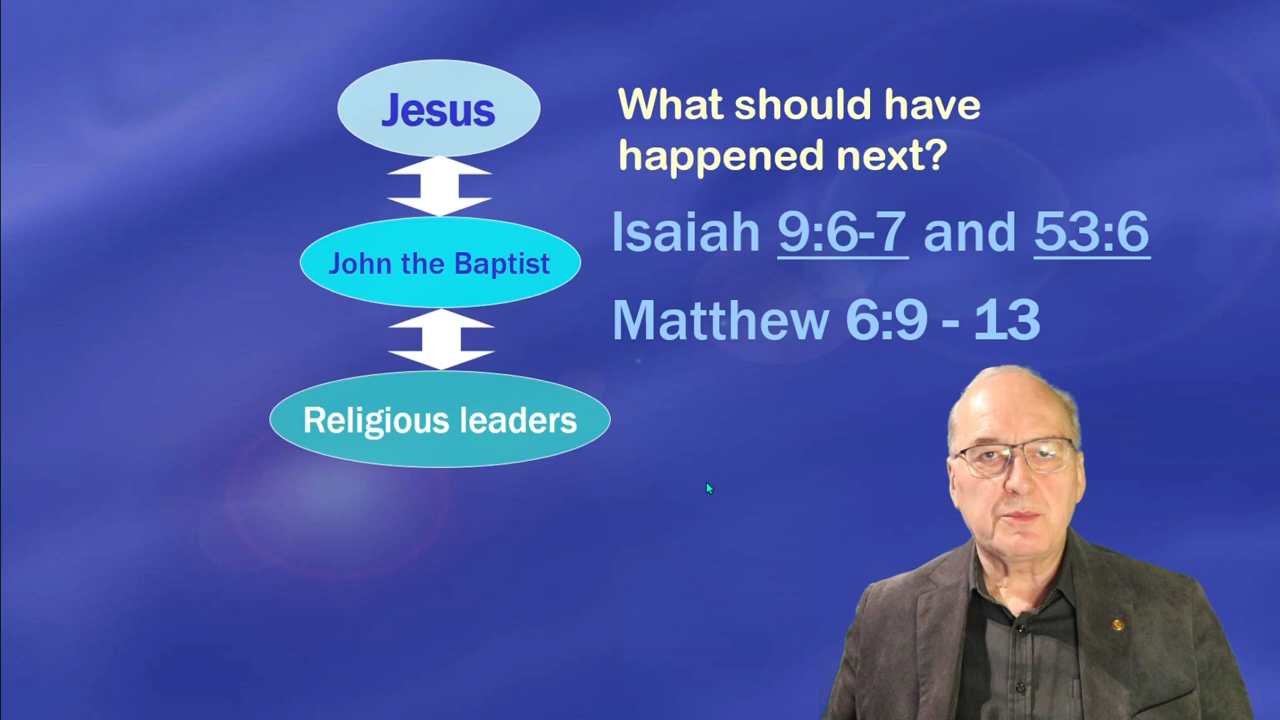 Jesus
John the Baptist
Religious leaders
What should have
happened next?
Isaiah 9:6-7 and 53:6
Matthew 6:9 - 13